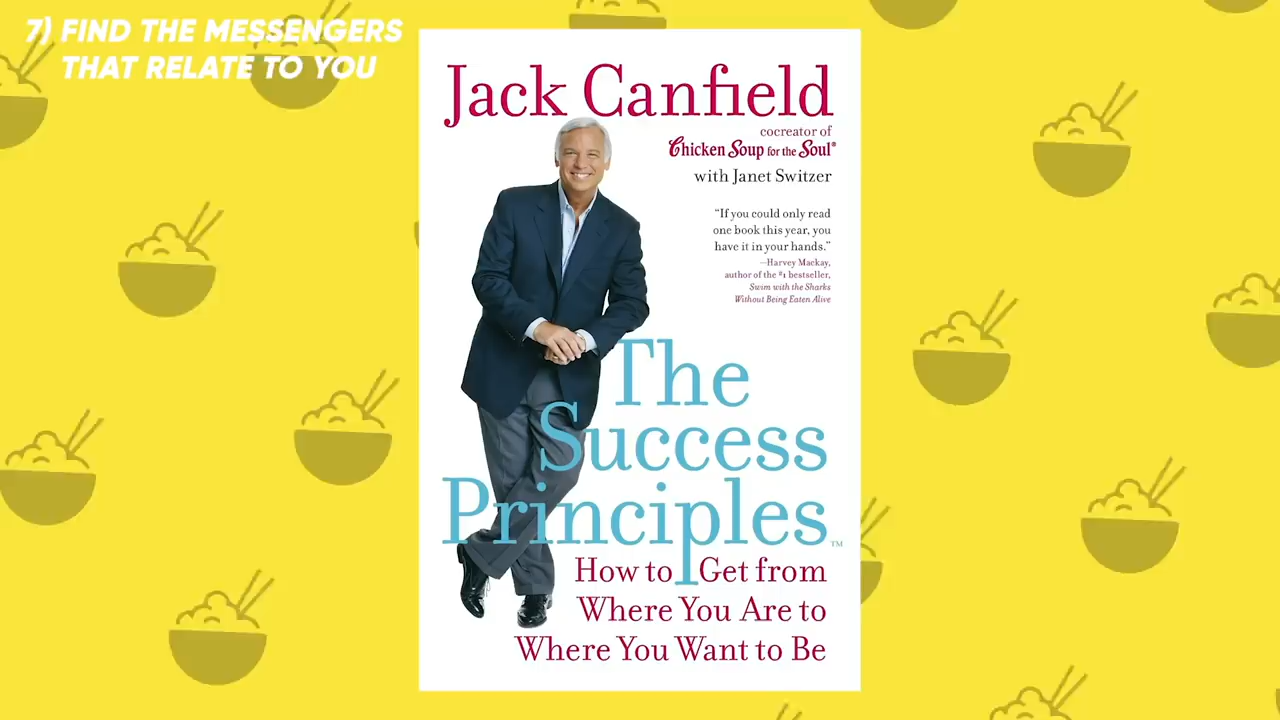 7) FIND THE MESSENGERS
THAT RELATE TO YOU
Jack Canfield
cocreator of
Chicken Soup for the Soul®
with Janet Switzer
“If you could only read
one book this year, you
have it in your hands.”
—Harvey Mackay,
author of the #1 bestseller,
Swim with the Sharks
Without Being Eaten Alive
The
Success
Principles™
How to Get from
Where You Are to
Where You Want to Be